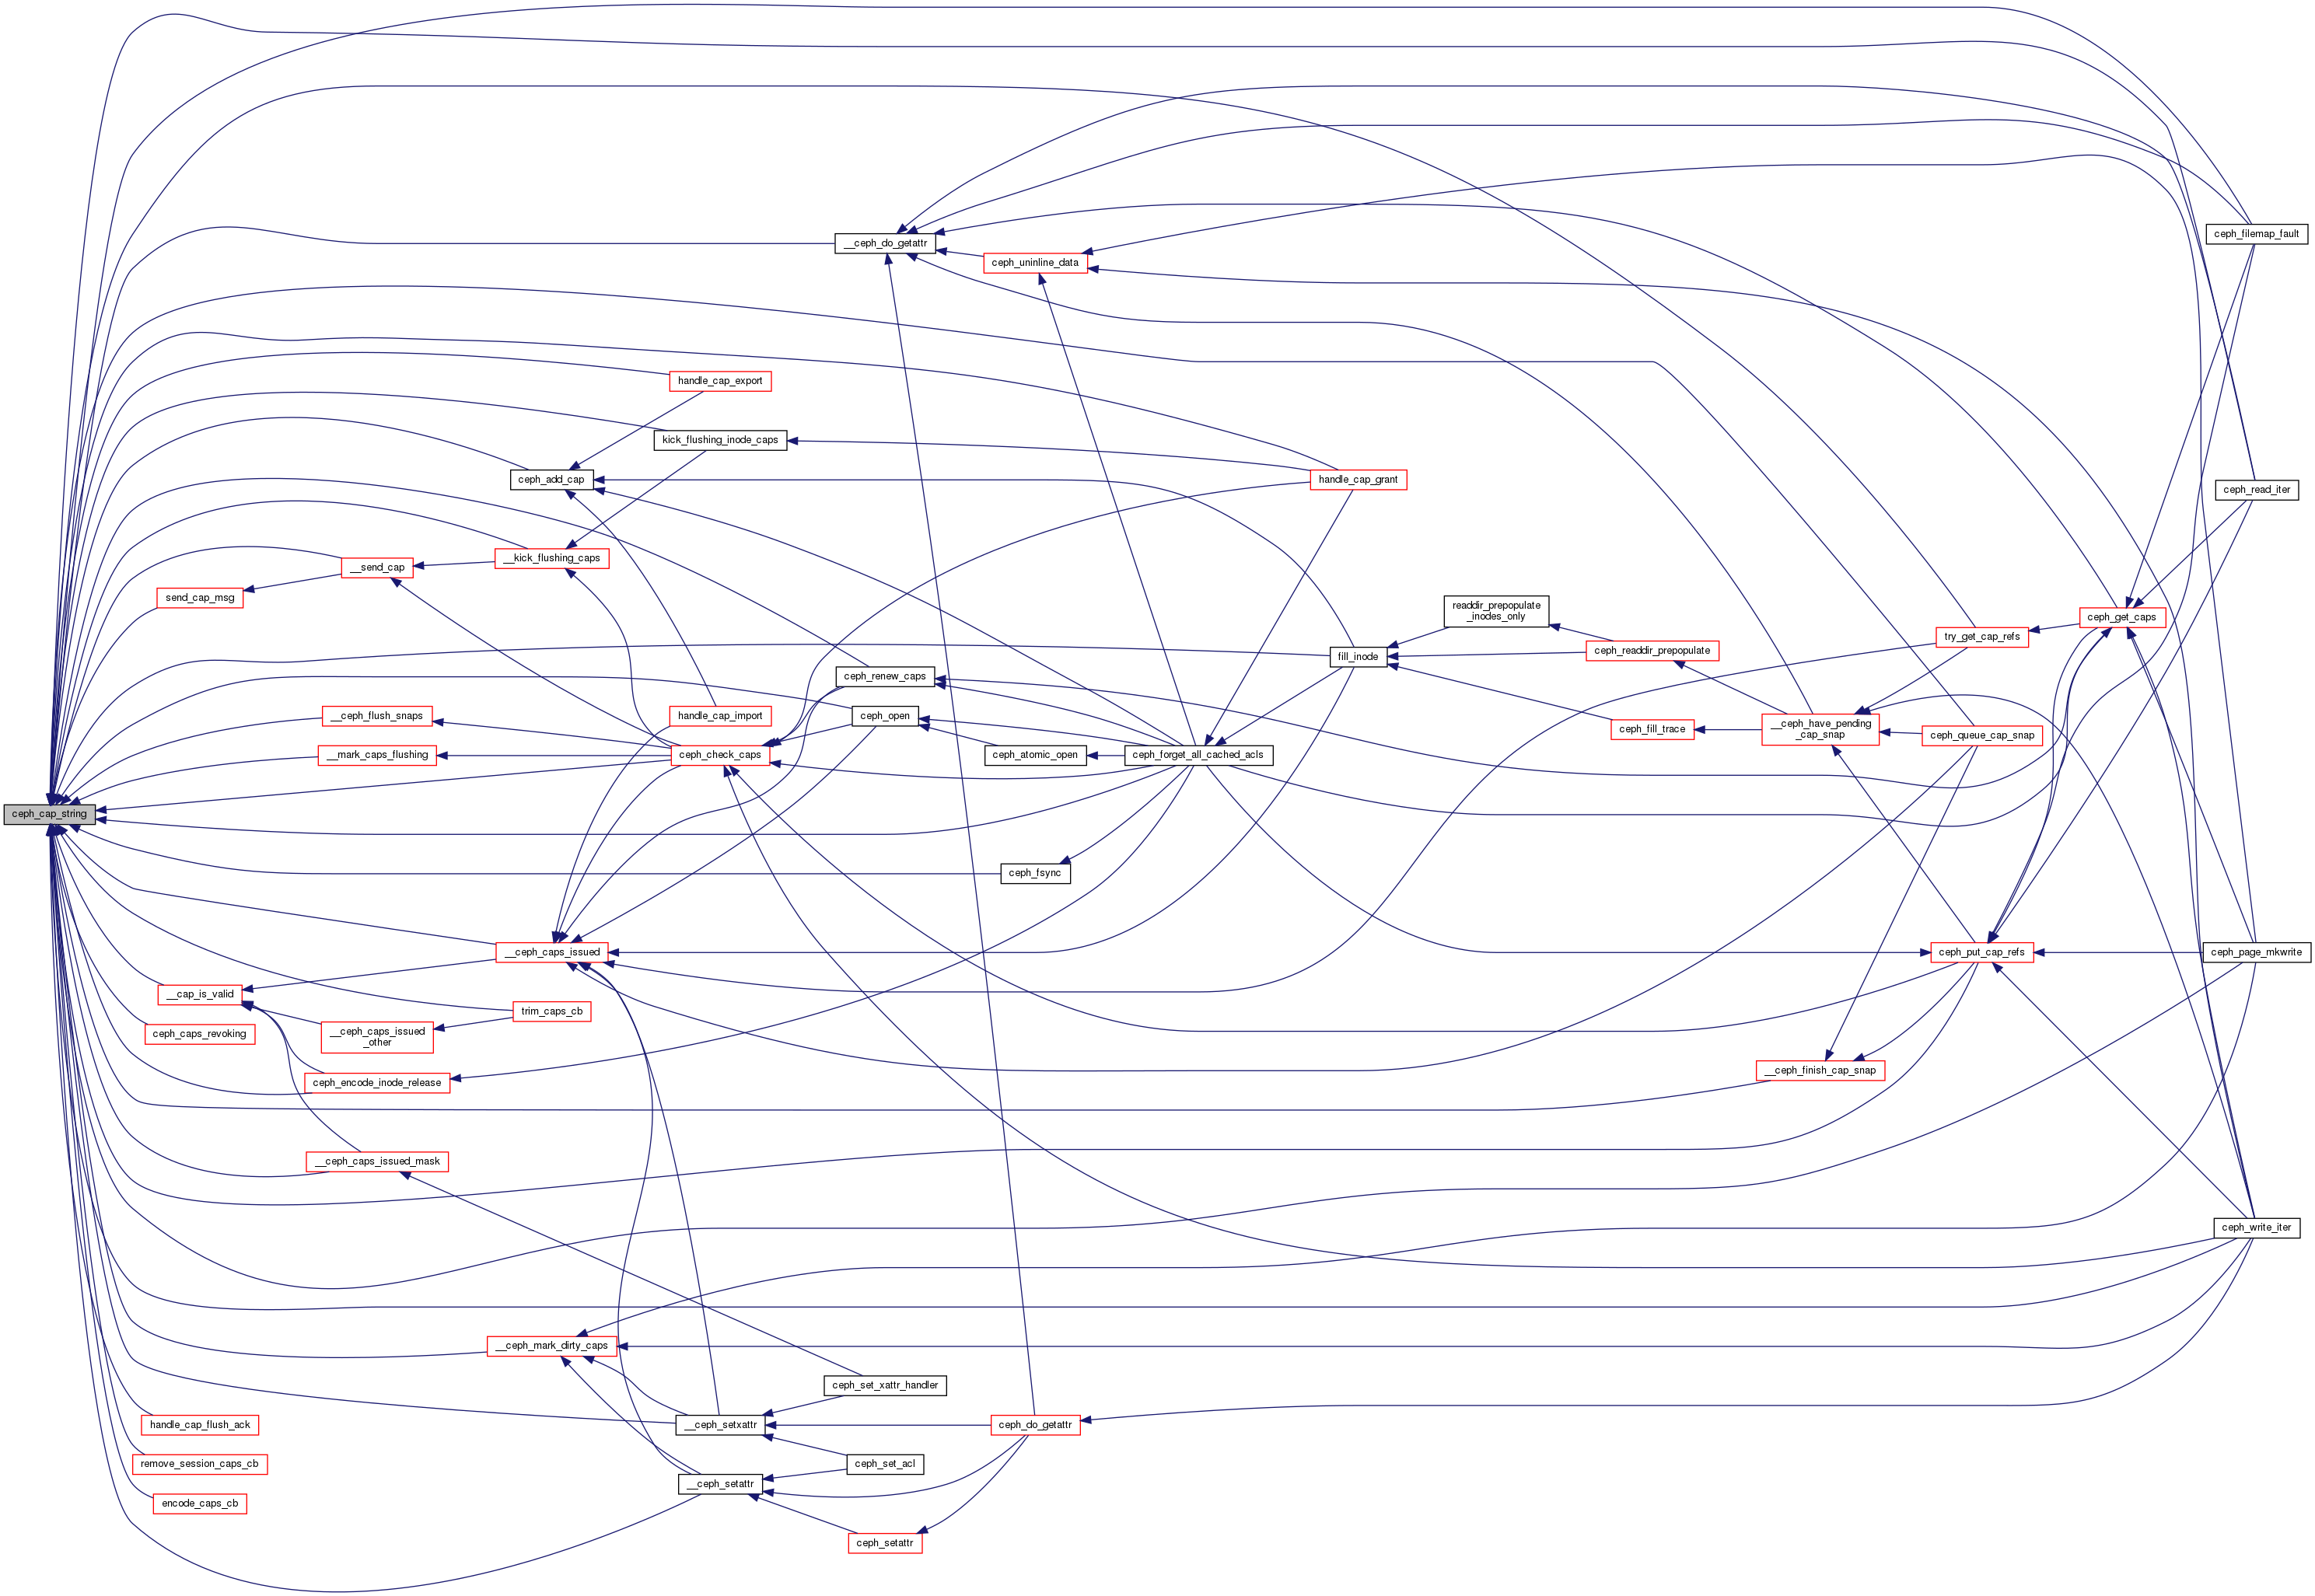 ceph_filemap_fault
__ceph_do_getattr
ceph_uninline_data
handle_cap_export
kick_flushing_inode_caps
ceph_add_cap
handle_cap_grant
ceph_read_iter
__kick_flushing_caps
__send_cap
send_cap_msg
readdir_prepopulate
_inodes_only
ceph_get_caps
try_get_cap_refs
ceph_readdir_prepopulate
fill_inode
ceph_renew_caps
__ceph_flush_snaps
handle_cap_import
ceph_open
ceph_fill_trace
__ceph_have_pending
_cap_snap
ceph_queue_cap_snap
__mark_caps_flushing
ceph_check_caps
ceph_atomic_open
ceph_forget_all_cached_acls
ceph_cap_string
ceph_fsync
__ceph_caps_issued
ceph_put_cap_refs
ceph_page_mkwrite
__cap_is_valid
trim_caps_cb
ceph_caps_revoking
__ceph_caps_issued
_other
__ceph_finish_cap_snap
ceph_encode_inode_release
__ceph_caps_issued_mask
ceph_write_iter
__ceph_mark_dirty_caps
ceph_set_xattr_handler
handle_cap_flush_ack
__ceph_setxattr
ceph_do_getattr
remove_session_caps_cb
ceph_set_acl
__ceph_setattr
encode_caps_cb
ceph_setattr